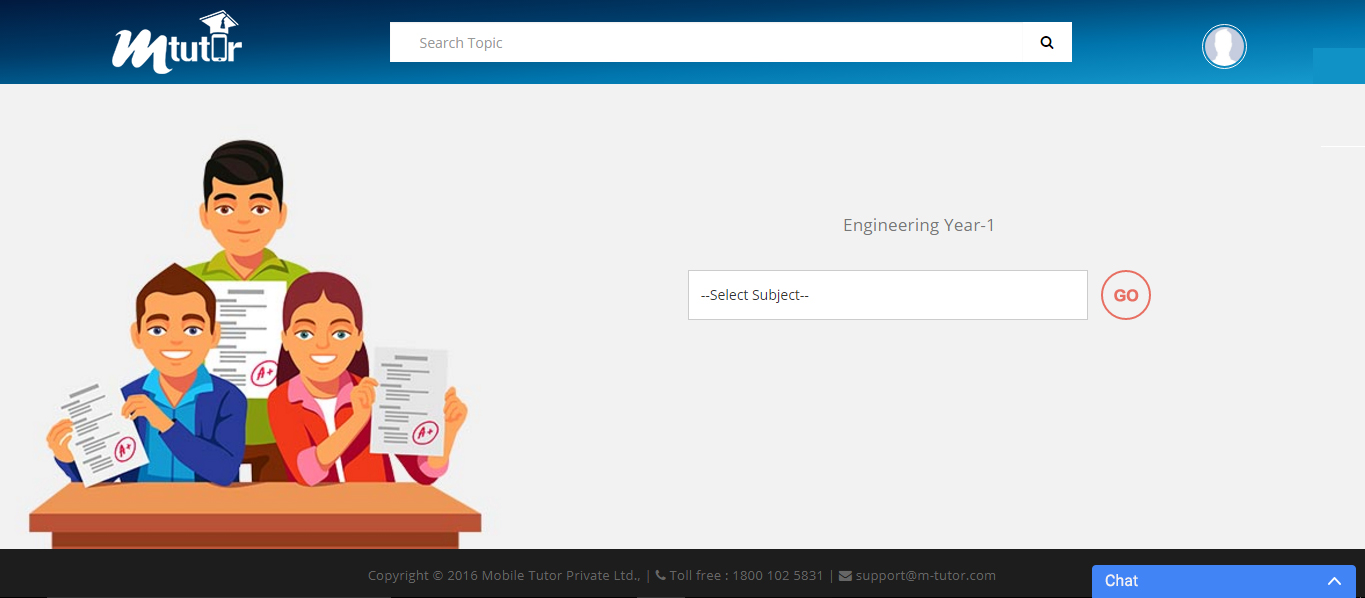 Mtutor
Search Topic
Engineering Year-1
--Select Subject--
GO
A+
A+
A+
Copyright © 2016 Mobile Tutor Private Ltd., | Toll free : 1800 102 5831 | support@m-tutor.com
Chat